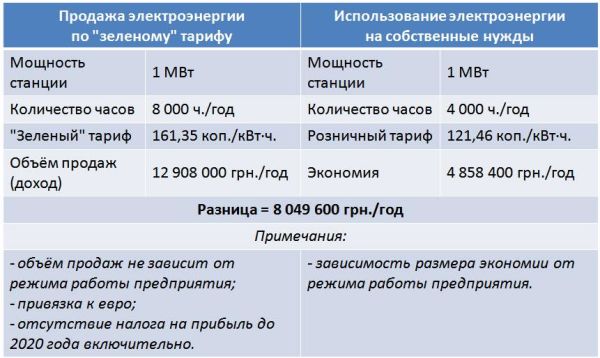 Продажа электроэнергии
по "зеленому" тарифу
Использование электроэнергии
на собственные нужды
Мощность
станции
1 МВт
Мощность
станции
1 МВт
Количество часов
8 000 ч./год
Количество часов
4 000 ч./год
"Зеленый" тариф
161,35 коп./кВт·ч.
Розничный тариф
121,46 коп./кВт·ч.
Объём продаж
(доход)
12 908 000 грн./год
Экономия
4 858 400 грн./год
Разница = 8 049 600 грн./год
Примечания:
- объём продаж не зависит от
режима работы предприятия;
- привязка к евро;
- отсутствие налога на прибыль до
2020 года включительно.
- зависимость размера экономии от
режима работы предприятия.